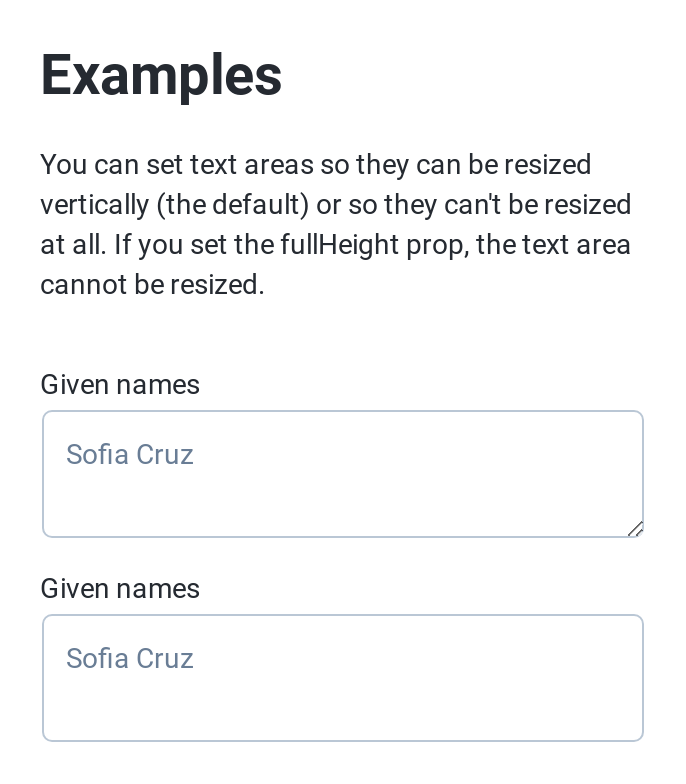 Examples
You can set text areas so they can be resized
vertically (the default) or so they can't be resized
at all. If you set the fullHeight prop, the text area
cannot be resized.
Given names
Sofia Cruz
Given names
Sofia Cruz